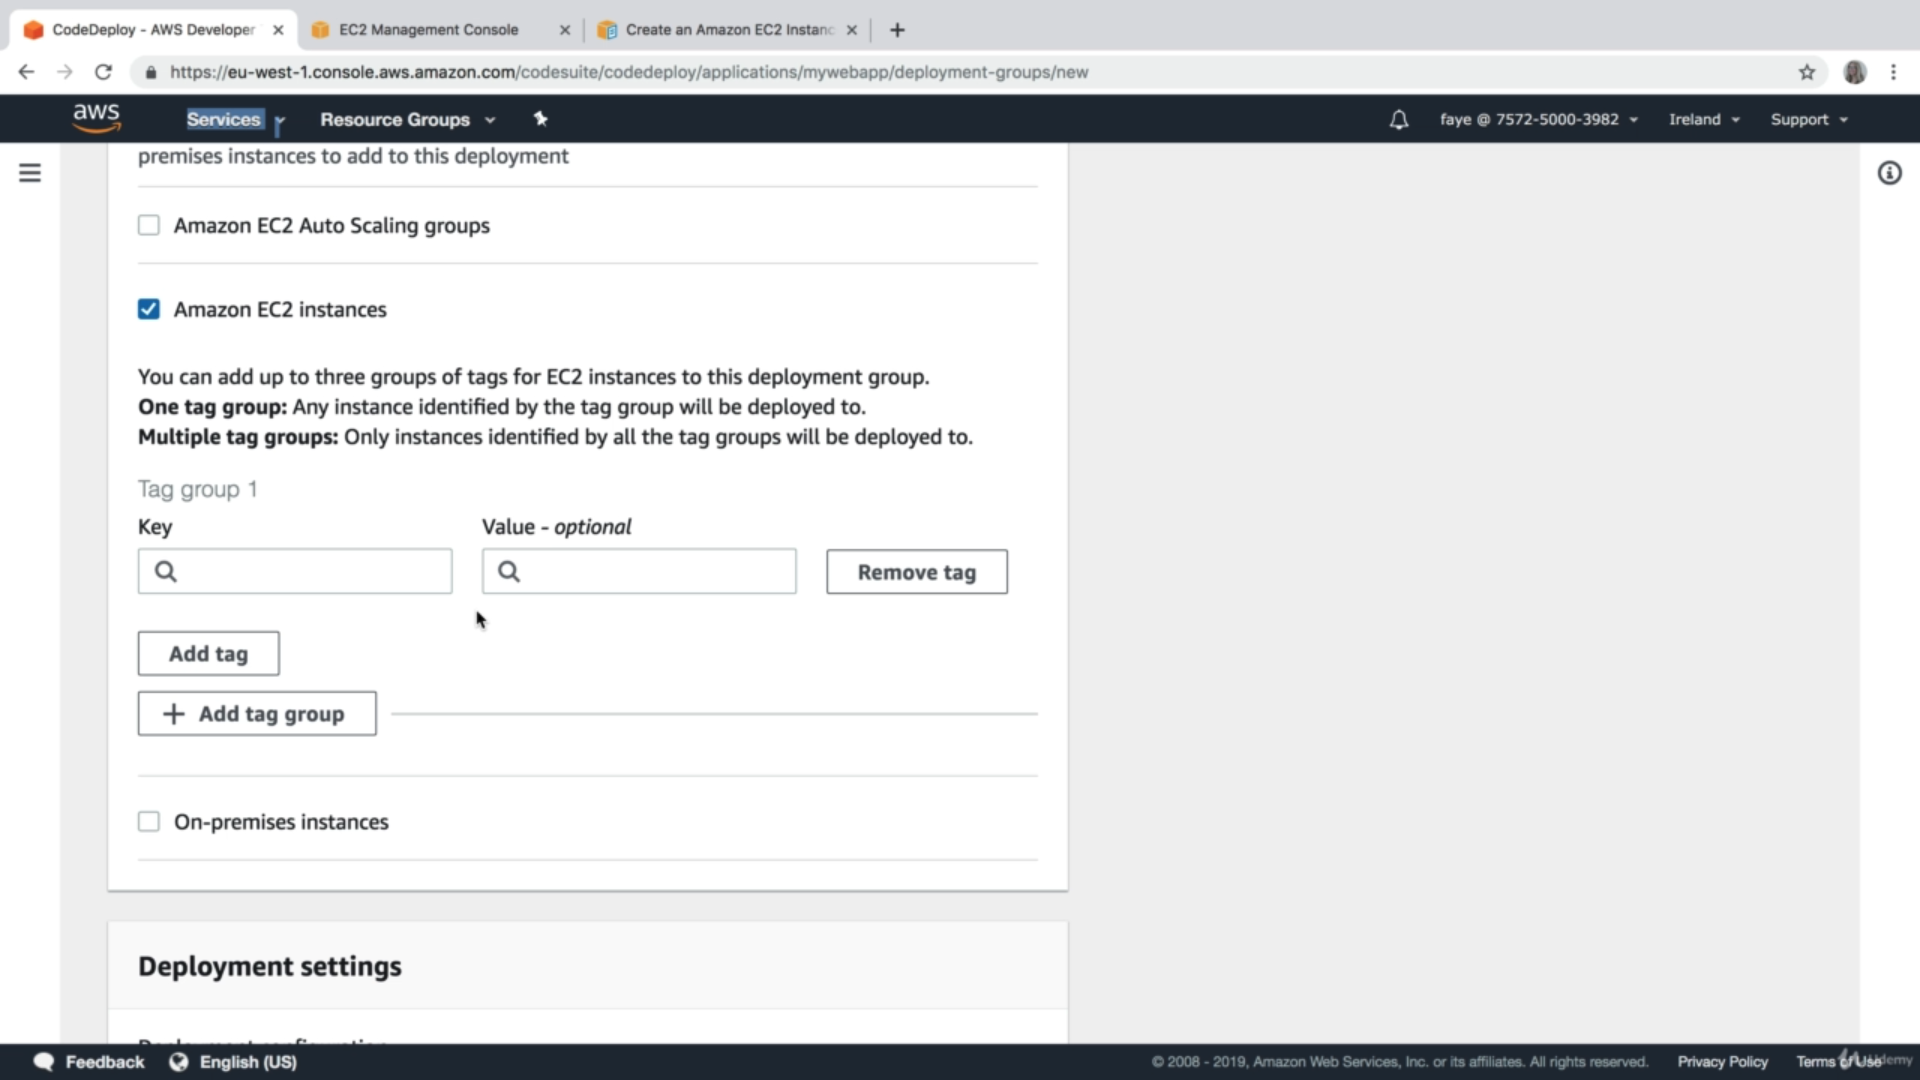 CodeDeploy - AWS Developer
EC2 Management Console
Create an Amazon EC2 Instanc
https://eu-west-1.console.aws.amazon.com/codesuite/codedeploy/applications/mywebapp/deployment-groups/new
aws
Services
Resource Groups
faye @ 7572-5000-3982
Ireland
Support
premises instances to add to this deployment
Amazon EC2 Auto Scaling groups
Amazon EC2 instances
You can add up to three groups of tags for EC2 instances to this deployment group.
One tag group: Any instance identified by the tag group will be deployed to.
Multiple tag groups: Only instances identified by all the tag groups will be deployed to.
Tag group 1
Key
Value - optional
Remove tag
Add tag
Add tag group
On-premises instances
Deployment settings
Deployment configuration
Feedback
English (US)
© 2008 - 2019, Amazon Web Services, Inc. or its affiliates. All rights reserved.
Privacy Policy
Terms of Use